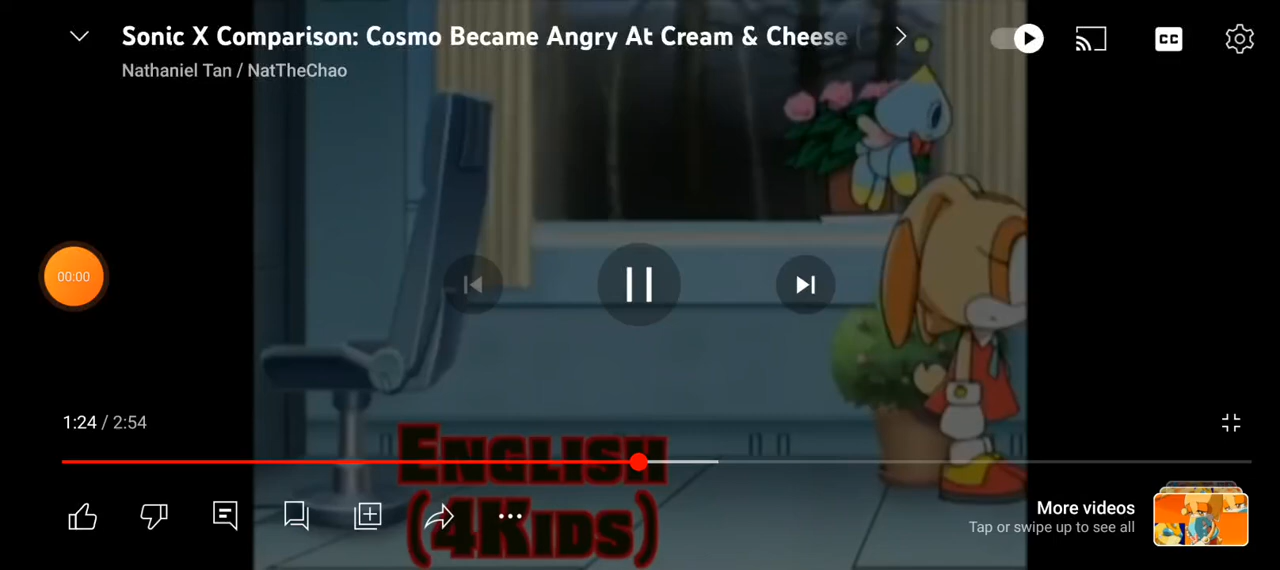 Sonic X Comparison: Cosmo Became Angry At Cream & Cheese (
Nathaniel Tan / NatTheChao
CC
00:00
1:24 / 2:54
English
(4Kids)
More videos
Tap or swipe up to see all